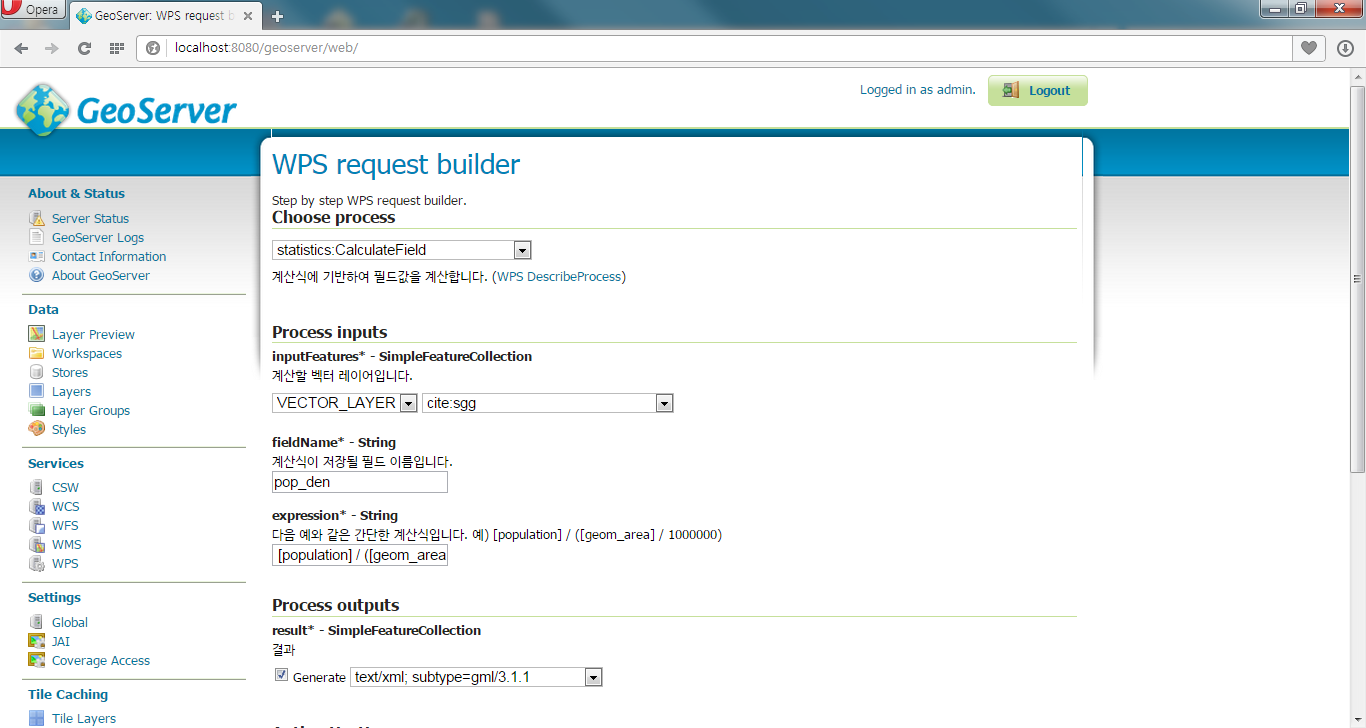 Opera
GeoServer: WPS request b
localhost:8080/geoserver/web/
GeoServer
Logged in as admin.
Logout
About & Status
Server Status
GeoServer Logs
Contact Information
About GeoServer
Data
Layer Preview
Workspaces
Stores
Layers
Layer Groups
Styles
Services
CSW
WCS
WFS
WMS
WPS
Settings
Global
JAI
Coverage Access
Tile Caching
Tile Layers
WPS request builder
Step by step WPS request builder.
Choose process
statistics:CalculateField
계산식에 기반하여 필드값을 계산합니다. (WPS DescribeProcess)
Process inputs
inputFeatures* - SimpleFeatureCollection
계산할 벡터 레이어입니다.
VECTOR_LAYER cite:sgg
fieldName* - String
계산식이 저장될 필드 이름입니다.
pop_den
expression* - String
다음 예와 같은 간단한 계산식입니다. 예) [population] / ([geom_area] / 1000000)
[population] / ([geom_area
Process outputs
result* - SimpleFeatureCollection
결과
Generate text/xml; subtype=gml/3.1.1